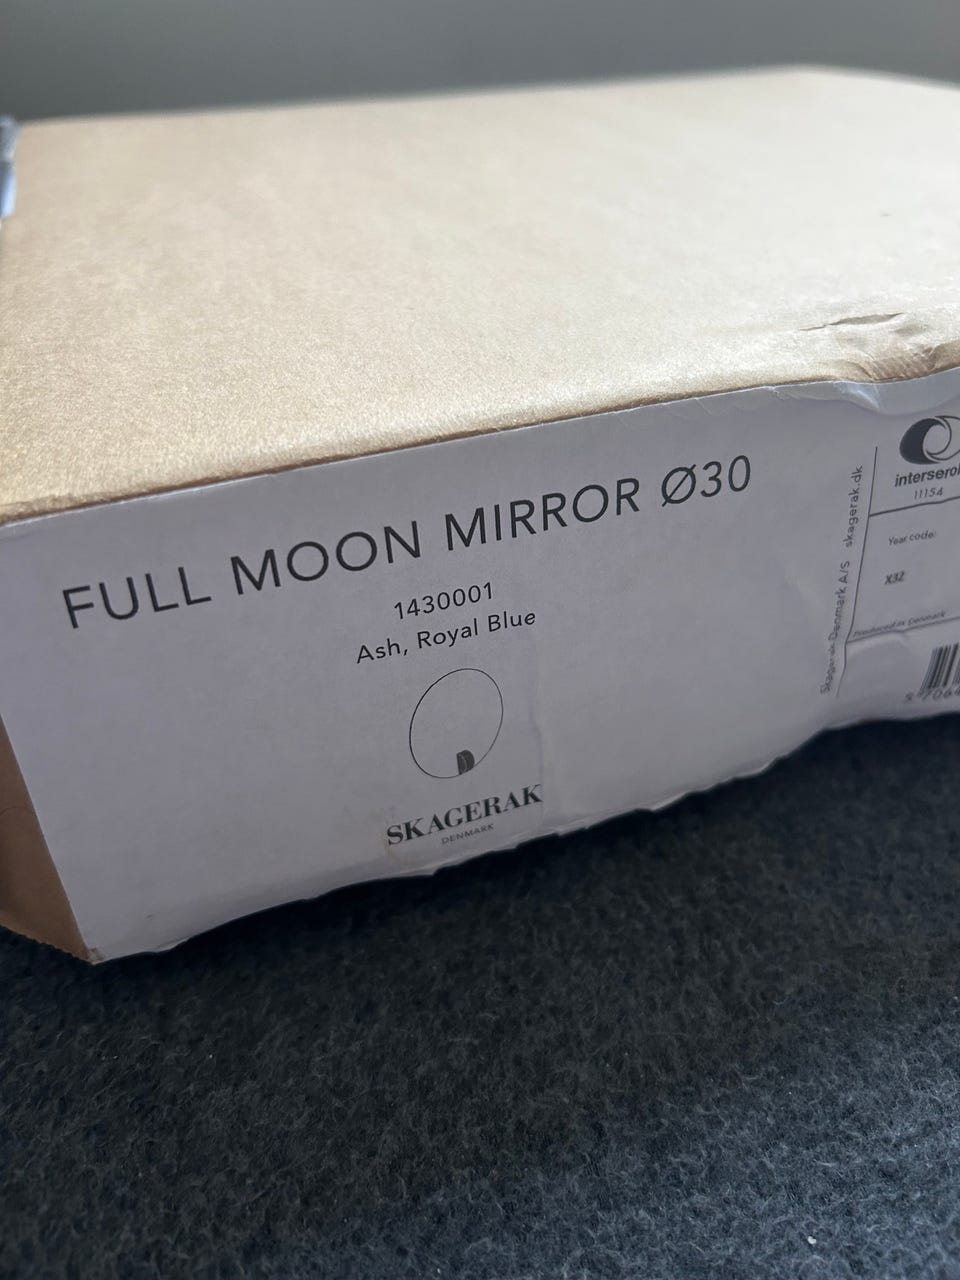 FULL MOON MIRROR Ø30
1430001
Ash, Royal Blue
SKAGERAK
DENMARK
Skagerak Denmark A/S skagerak.dk
11154
Year code:
X32
Produced in Denmark